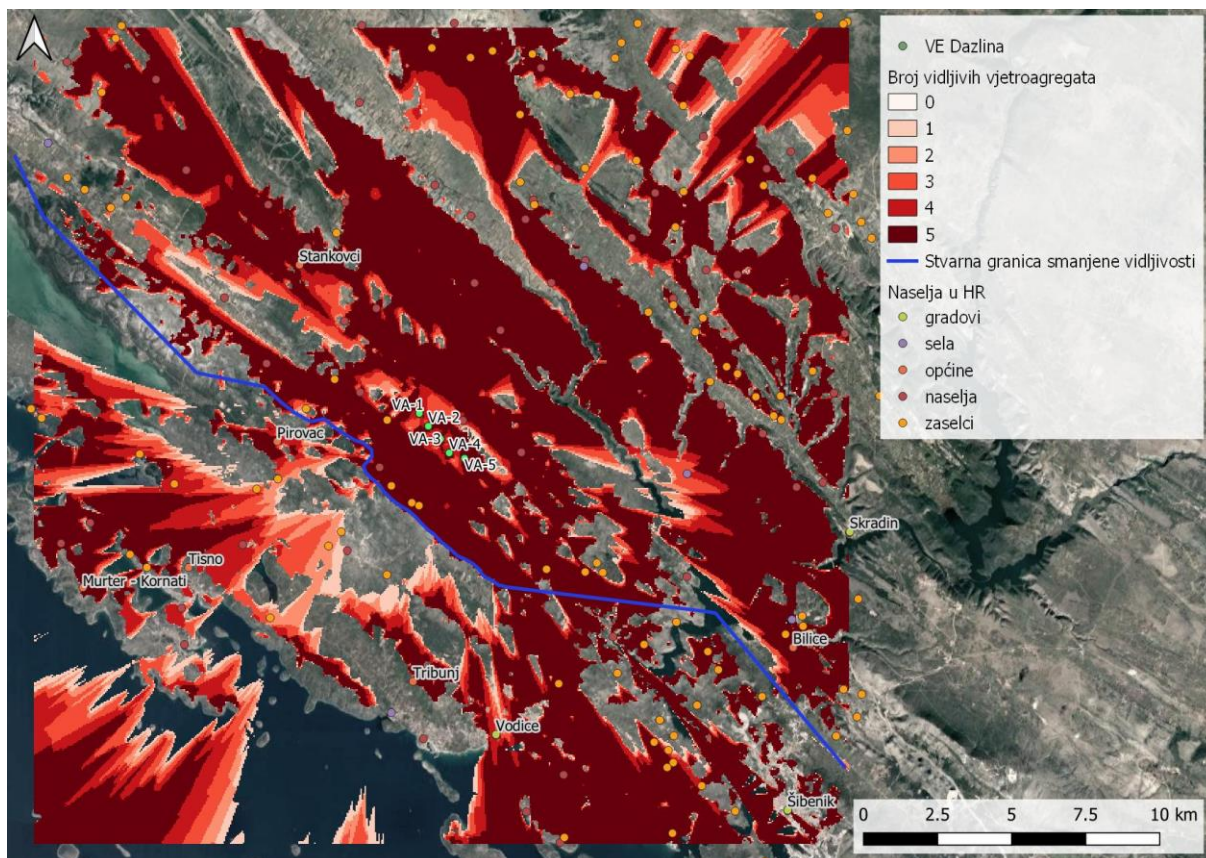 VE Dazlina
Broj vidljivih vjetroagregata
0
1
2
3
4
5
Stvarna granica smanjene vidljivosti
Naselja u HR
gradovi
sela
općine
naselja
zaselci
Stankovci
VA-1
VA-2
VA-3
VA-4
VA-5
Pirovac
Skradin
Tisno
Murter - Kornati
Bilice
Tribunj
Vodice
Šibenik
0 2.5 5 7.5 10 km